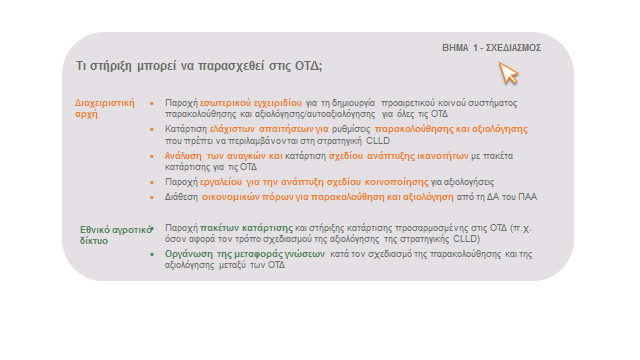 ΒΗΜΑ 1 - ΣΧΕΔΙΑΣΜΟΣ
Τι στήριξη μπορεί να παρασχεθεί στις ΟΤΔ;
Διαχειριστική αρχή
• Παροχή εσωτερικού εγχειριδίου για τη δημιουργία προαιρετικού κοινού συστήματος
παρακολούθησης και αξιολόγησης/αυτοαξιολόγησης για όλες τις ΟΤΔ
• Κατάρτιση ελάχιστων απαιτήσεων για ρυθμίσεις παρακολούθησης και αξιολόγησης
που πρέπει να περιλαμβάνονται στη στρατηγική CLLD
• Ανάλυση των αναγκών και κατάρτιση σχεδίου ανάπτυξης ικανοτήτων με πακέτα
κατάρτισης για τις ΟΤΔ
• Παροχή εργαλείου για την ανάπτυξη σχεδίου κοινοποίησης για αξιολογήσεις
• Διάθεση οικονομικών πόρων για παρακολούθηση και αξιολόγηση από τη ΔΑ του ΠΑΑ
Εθνικό αγροτικό δίκτυο
• Παροχή πακέτων κατάρτισης και στήριξης κατάρτισης προσαρμοσμένης στις ΟΤΔ (π.χ.
όσον αφορά τον τρόπο σχεδιασμού της αξιολόγησης της στρατηγικής CLLD)
• Οργάνωση της μεταφοράς γνώσεων κατά τον σχεδιασμό της παρακολούθησης και της
αξιολόγησης μεταξύ των ΟΤΔ